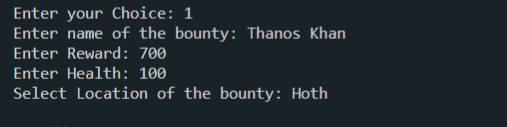 Enter your Choice: 1
Enter name of the bounty: Thanos Khan
Enter Reward: 700
Enter Health: 100
Select Location of the bounty: Hoth